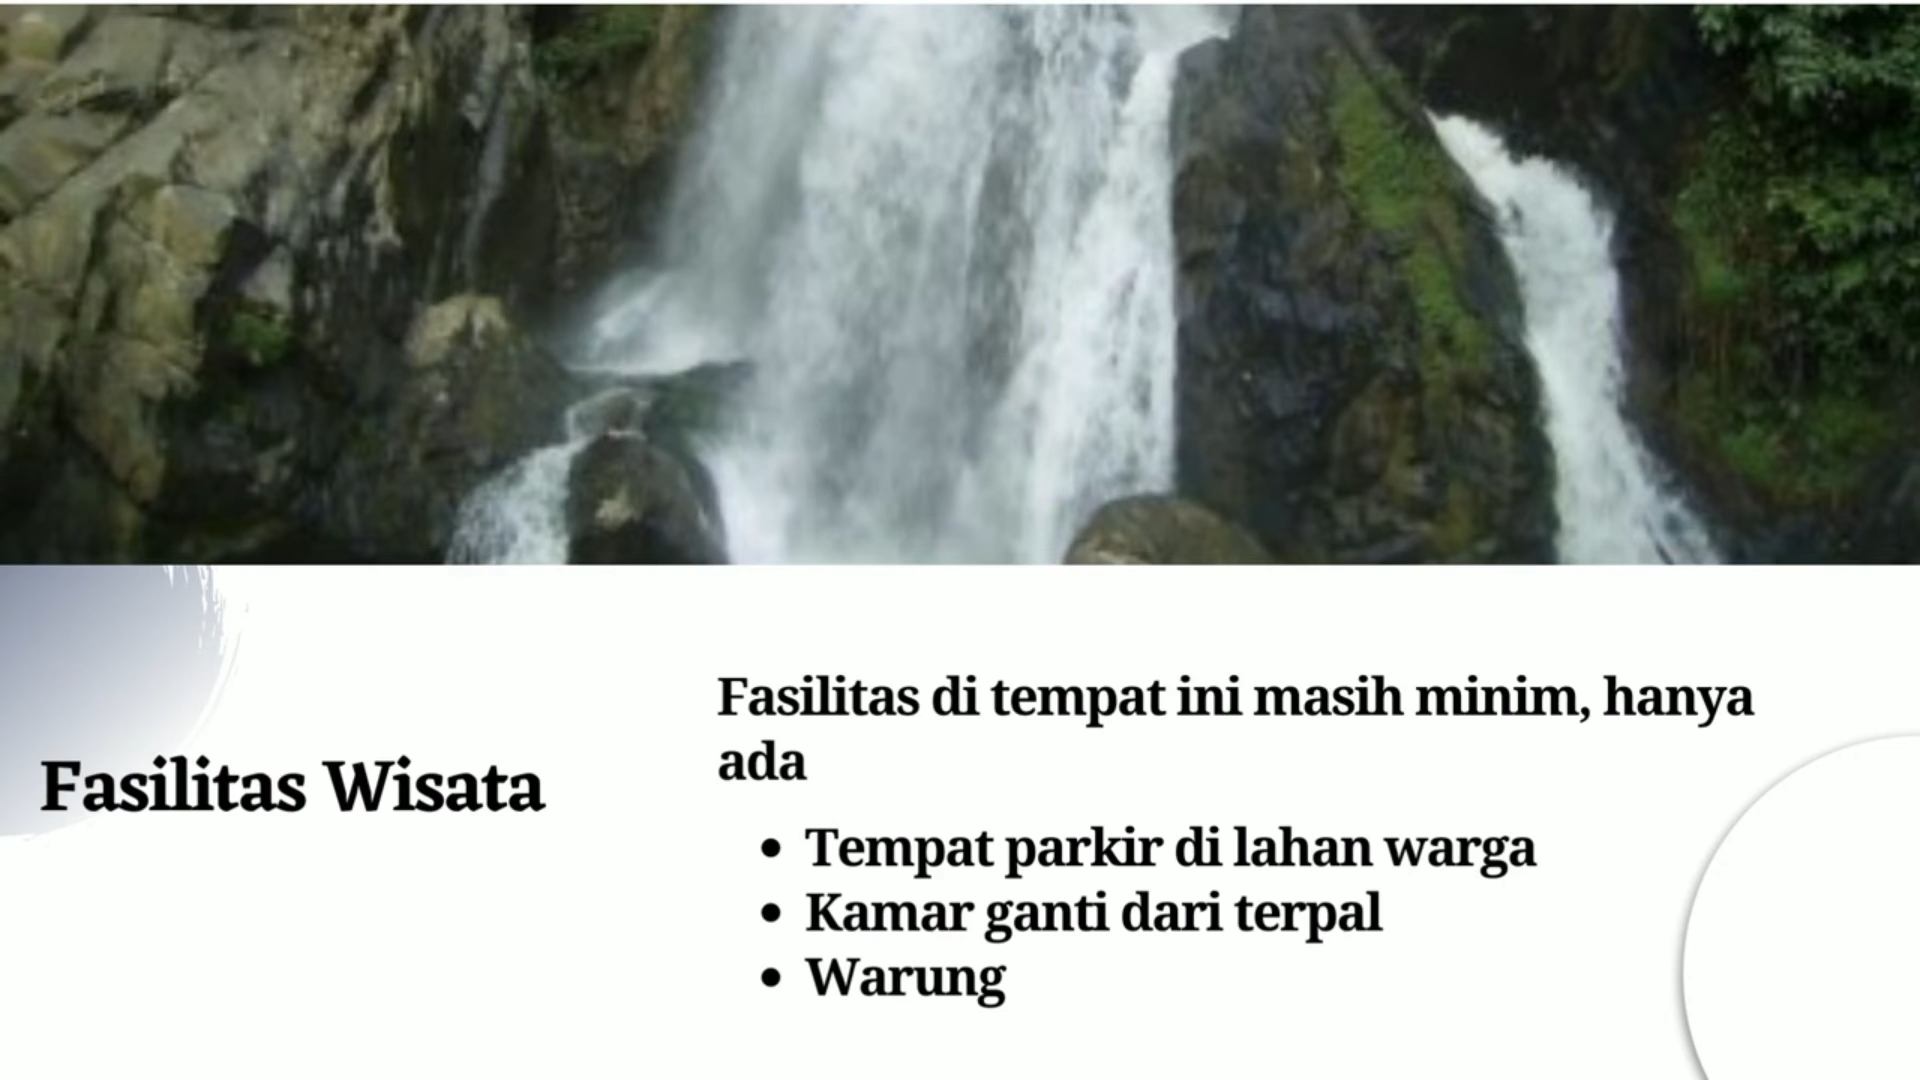 Fasilitas Wisata
Fasilitas di tempat ini masih minim, hanya
ada
• Tempat parkir di lahan warga
• Kamar ganti dari terpal
• Warung